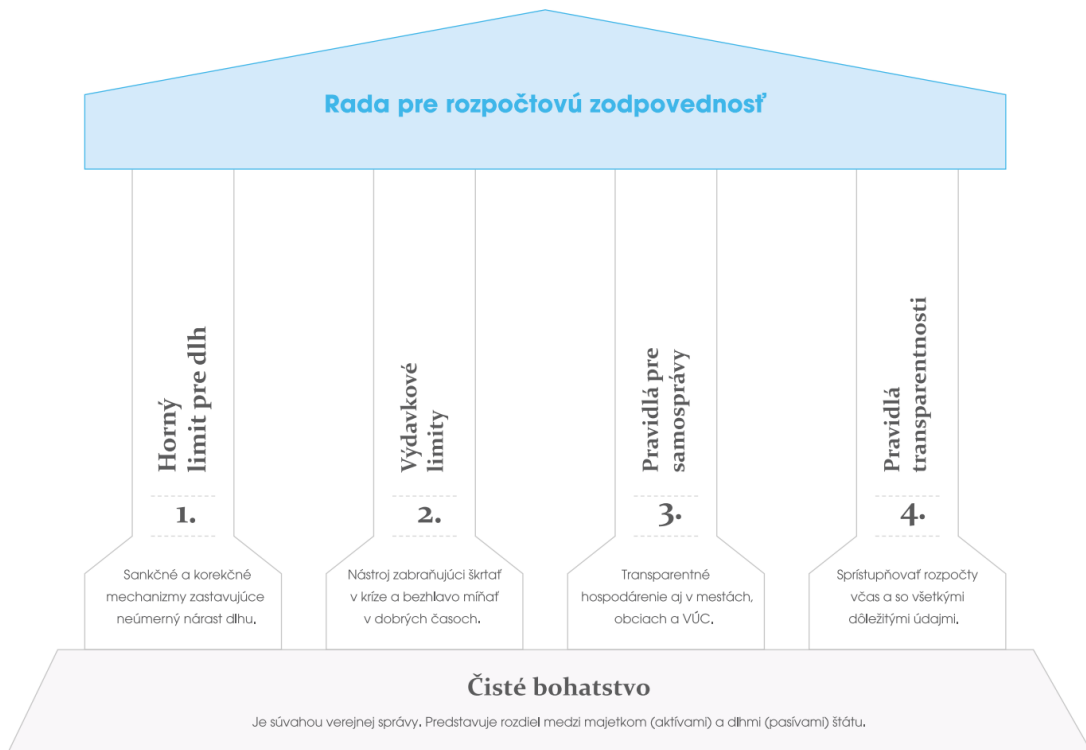 Rada pre rozpočtovú zodpovednosť
Horný
limit pre dlh
1.
Sankčné a korekčné
mechanizmy zastavujúce
neúmerný nárast dlhu.
Výdavkové
limity
2.
Nástroj zabraňujúci škrtať
v kríze a bezhlavo míňať
v dobrých časoch.
Pravidlá pre
samosprávy
3.
Transparentné
hospodárenie aj v mestách,
obciach a VÚC.
Pravidlá
transparentnosti
4.
Sprístupňovať rozpočty
včas a so všetkými
dôležitými údajmi.
Čisté bohatstvo
Je súvahou verejnej správy. Predstavuje rozdiel medzi majetkom (aktívami) a dlhmi (pasívami) štátu.